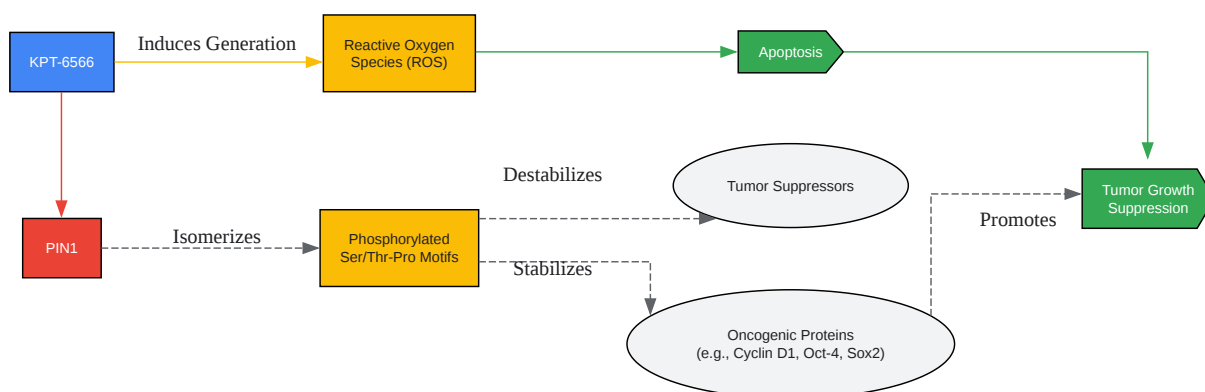 KPT-6566
Induces Generation
Reactive Oxygen
Species (ROS)
Apoptosis
Destabilizes
Tumor Suppressors
Tumor Growth
Suppression
Promotes
PIN1
Isomerizes
Phosphorylated
Ser/Thr-Pro Motifs
Stabilizes
Oncogenic Proteins
(e.g., Cyclin D1, Oct-4, Sox2)